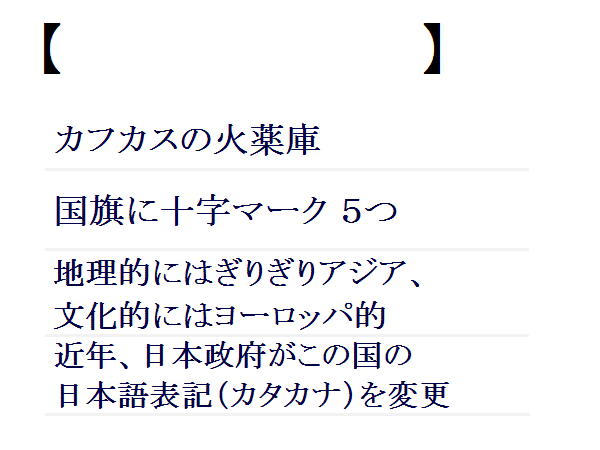 【 】
カフカスの火薬庫
国旗に十字マーク 5つ
地理的にはぎりぎりアジア、
文化的にはヨーロッパ的
近年、日本政府がこの国の
日本語表記(カタカナ)を変更